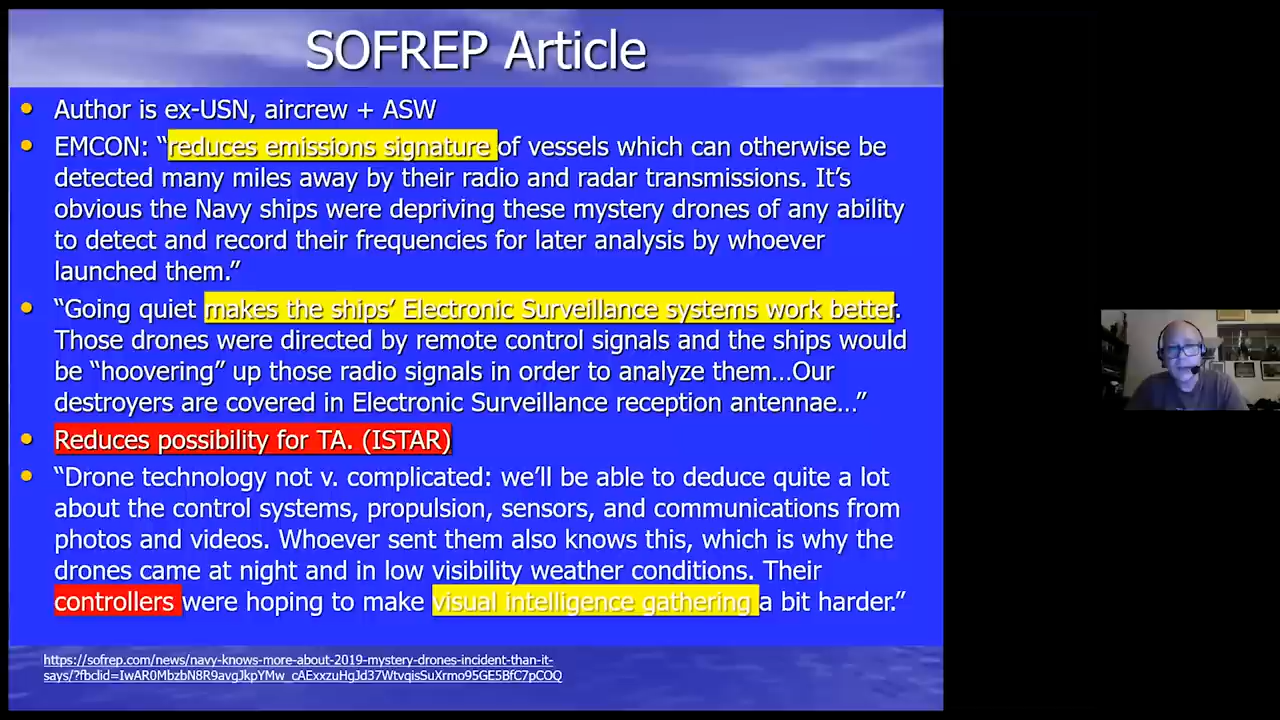 SOFREP Article
Author is ex-USN, aircrew + ASW
EMCON: “reduces emissions signature of vessels which can otherwise be
detected many miles away by their radio and radar transmissions. It’s
obvious the Navy ships were depriving these mystery drones of any ability
to detect and record their frequencies for later analysis by whoever
launched them.”
“Going quiet makes the ships’ Electronic Surveillance systems work better.
Those drones were directed by remote control signals and the ships would
be “hoovering” up those radio signals in order to analyze them…Our
destroyers are covered in Electronic Surveillance reception antennae…”
Reduces possibility for TA. (ISTAR)
“Drone technology not v. complicated: we’ll be able to deduce quite a lot
about the control systems, propulsion, sensors, and communications from
photos and videos. Whoever sent them also knows this, which is why the
drones came at night and in low visibility weather conditions. Their
controllers were hoping to make visual intelligence gathering a bit harder.”
https://sofrep.com/news/navy-knows-more-about-2019-mystery-drones-incident-than-it-
says/?fbclid=IwAR0MbzbN8R9avgJkpYMw_cAExxzuHgJd37WtvqisSuXrmo95GE5BfC7pCOQ